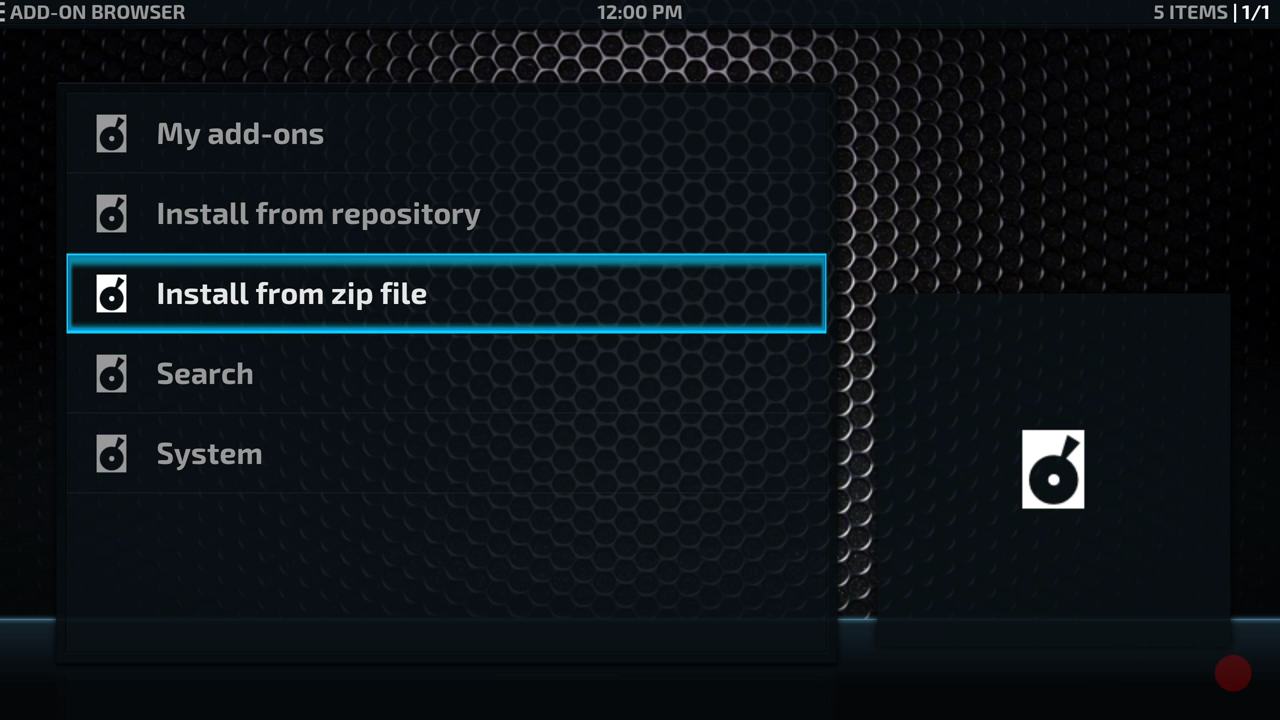 ADD-ON BROWSER
12:00 PM
5 ITEMS | 1/1
My add-ons
Install from repository
Install from zip file
Search
System